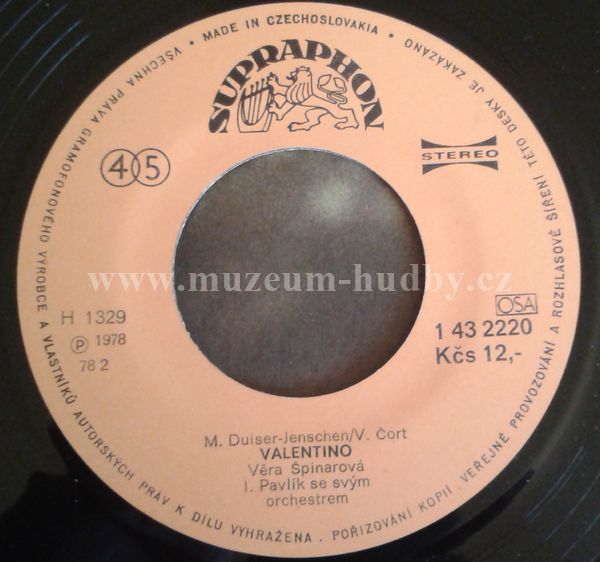 MADE IN CZECHOSLOVAKIA
VŠECHNA PRÁVA GRAMOFONOVÉHO VÝROBCE A VLASTNÍKŮ AUTORSKÝCH PRÁV K DÍLU VYHRAŽENA. POŘIZOVÁNÍ KOPIÍ. VEŘEJNÉ PROVOZOVÁNÍ A ROZHLASOVÉ ŠÍŘENÍ TÉTO DESKY JE ZAKÁZÁNO
SUPRAPHON
45
STEREO
www.muzeum-hudby.cz
H 1329
℗ 1978
78 2
OSA
1 43 2220
Kčs 12,-
M. Duiser-Jenschen/V. Čort
VALENTINO
Věra Špinarová
I. Pavlík se svým
orchestrem